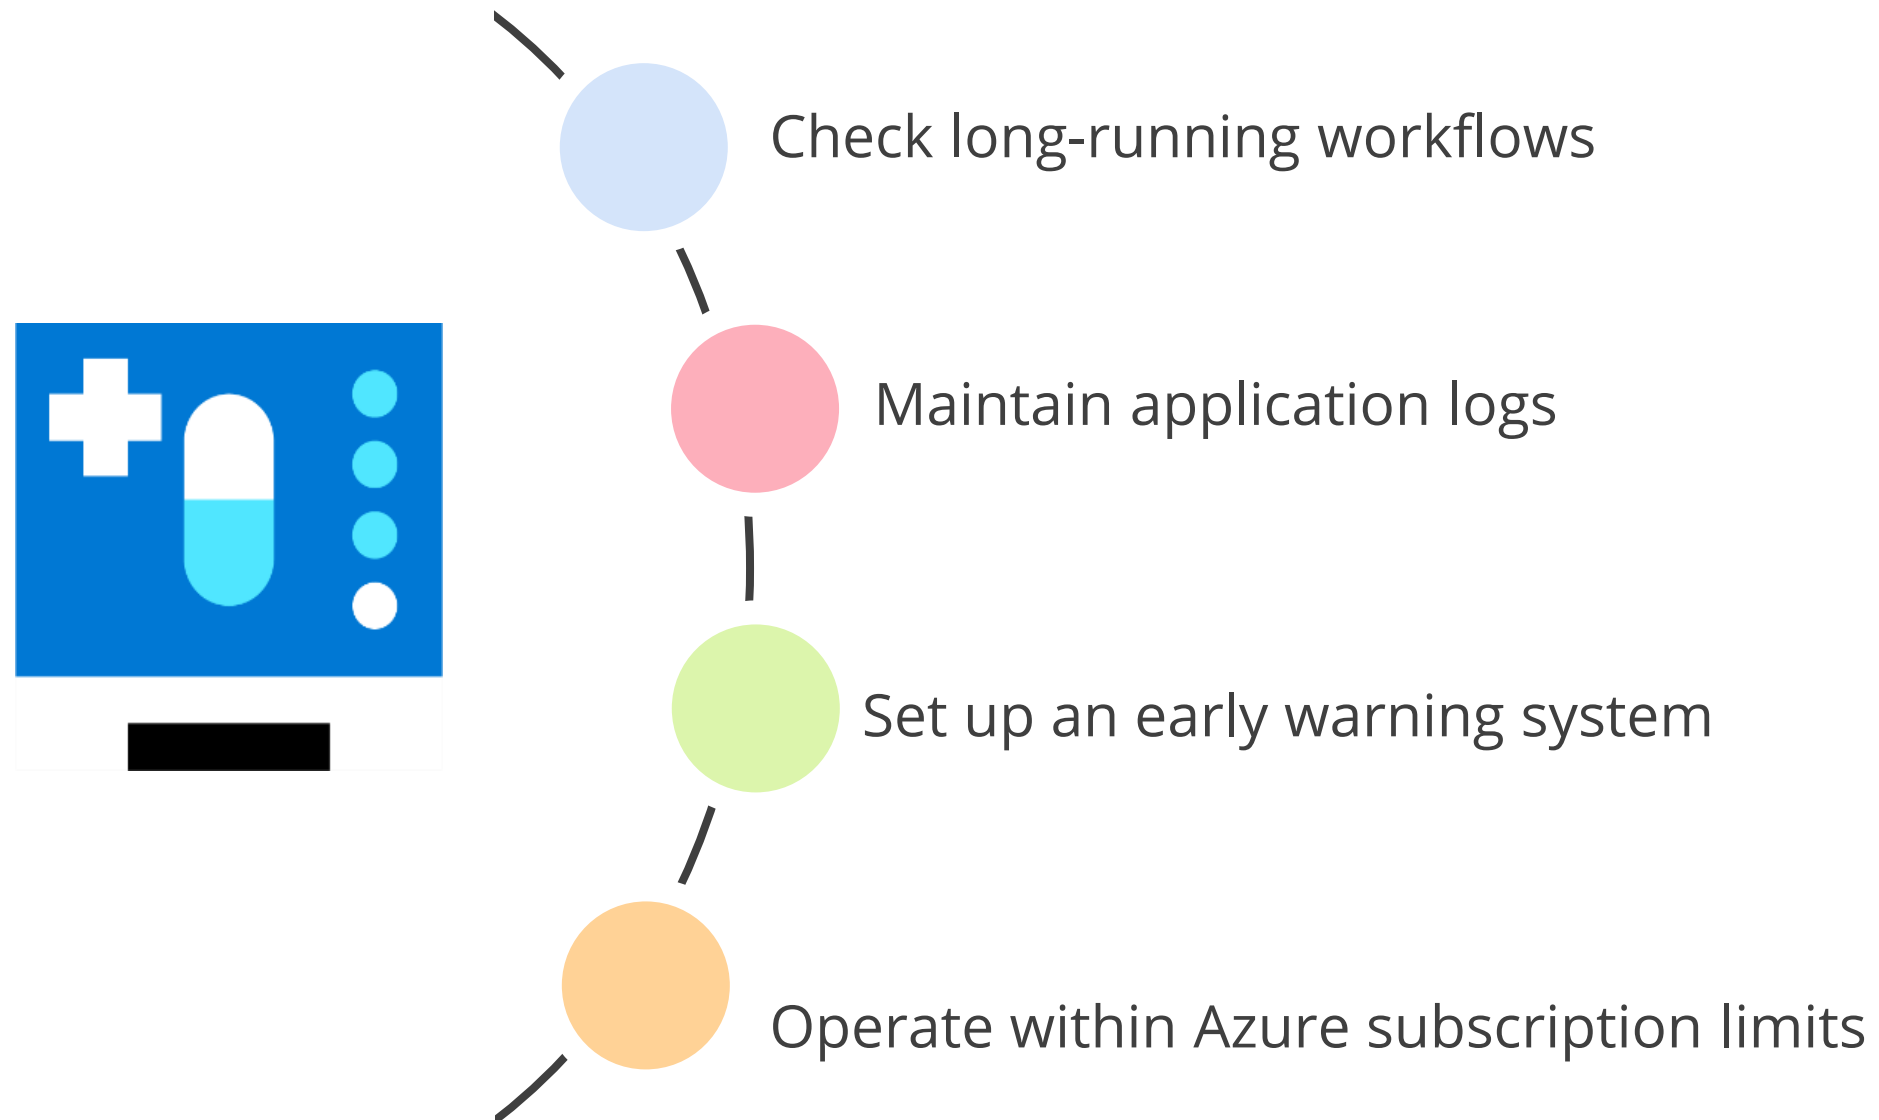 Check long-running workflows
Maintain application logs
Set up an early warning system
Operate within Azure subscription limits